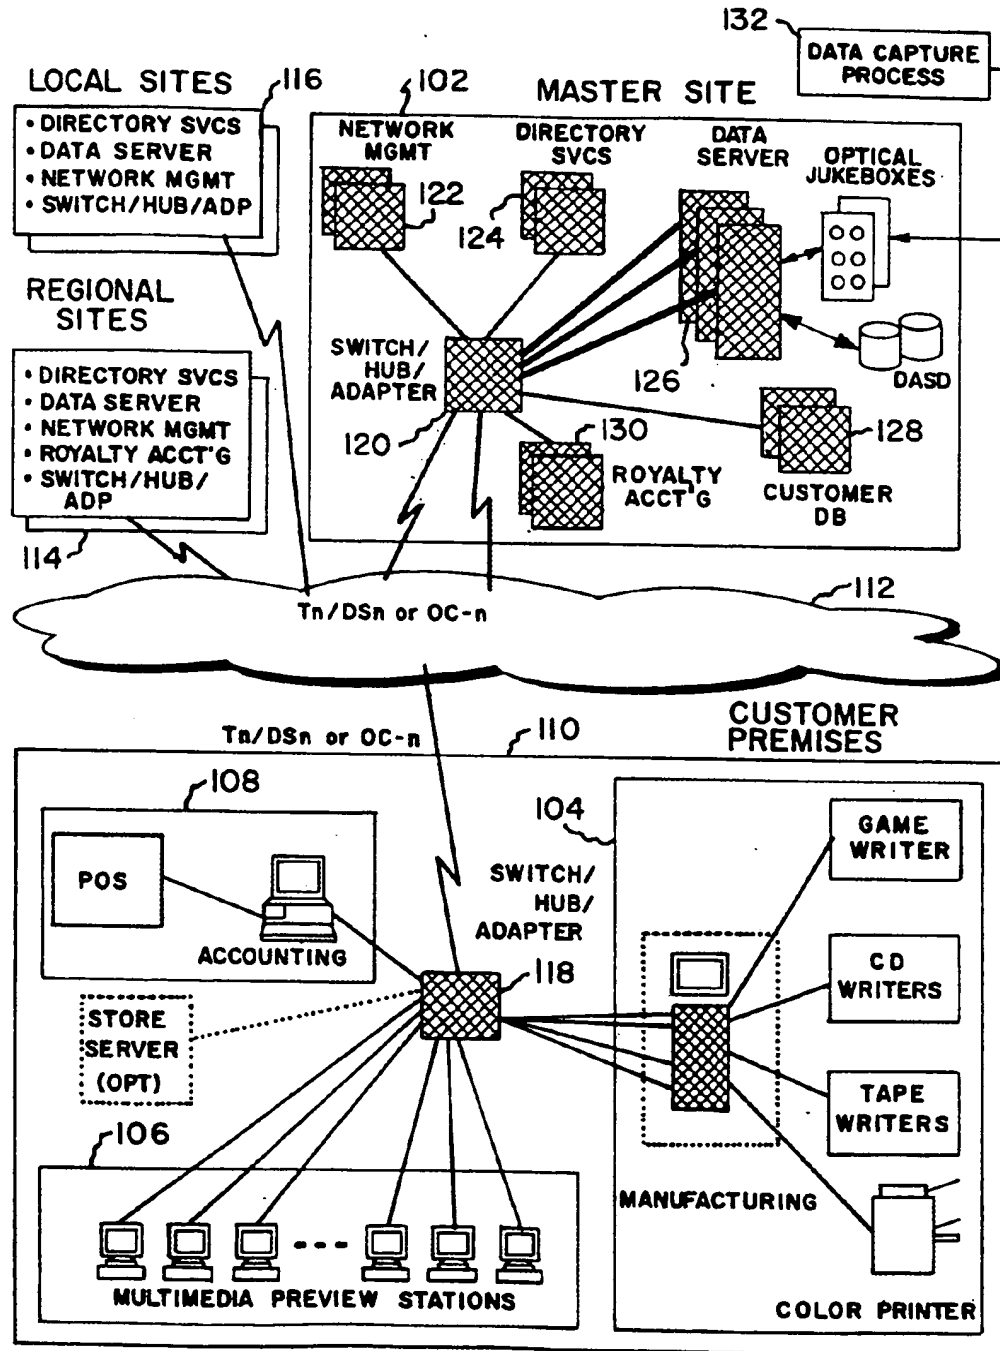 132
DATA CAPTURE
PROCESS
LOCAL SITES
116
• DIRECTORY SVCS
• DATA SERVER
• NETWORK MGMT
• SWITCH/HUB/ADP
102
MASTER SITE
NETWORK
MGMT
122
DIRECTORY
SVCS
124
DATA
SERVER
126
OPTICAL
JUKEBOXES
DASD
REGIONAL
SITES
• DIRECTORY SVCS
• DATA SERVER
• NETWORK MGMT
• ROYALTY ACCT'G
• SWITCH/HUB/
ADP
114
SWITCH/
HUB/
ADAPTER
120
130
ROYALTY
ACCT'G
128
CUSTOMER
DB
112
Tn/DSn or OC-n
Tn/DSn or OC-n
110
CUSTOMER
PREMISES
108
POS
ACCOUNTING
SWITCH/
HUB/
ADAPTER
118
STORE
SERVER
(OPT)
106
MULTIMEDIA PREVIEW STATIONS
104
GAME
WRITER
CD
WRITERS
TAPE
WRITERS
MANUFACTURING
COLOR PRINTER